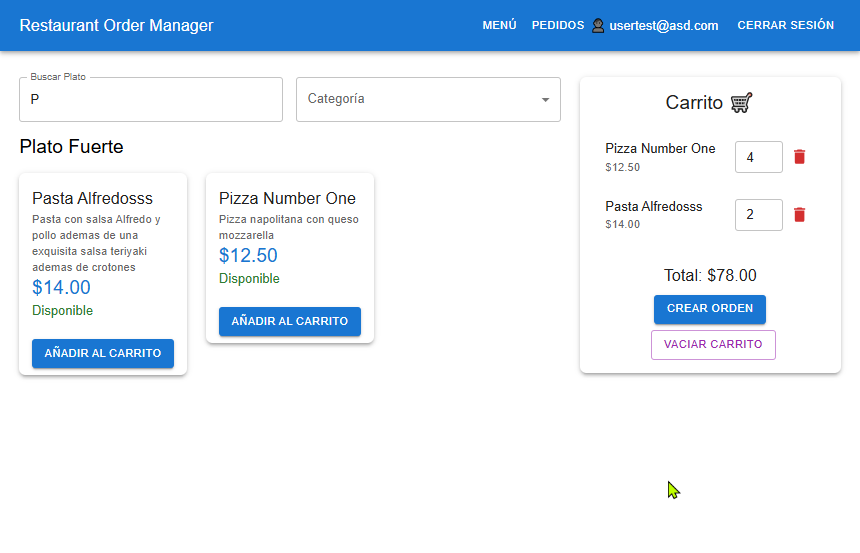 Restaurant Order Manager
MENÚ PEDIDOS usertest@asd.com CERRAR SESIÓN
Buscar Plato
P
Categoría
Plato Fuerte
Pasta Alfredosss
Pasta con salsa Alfredo y
pollo ademas de una
exquisita salsa teriyaki
ademas de crotones
$14.00
Disponible
AÑADIR AL CARRITO
Pizza Number One
Pizza napolitana con queso
mozzarella
$12.50
Disponible
AÑADIR AL CARRITO
Carrito
Pizza Number One
$12.50
4
Pasta Alfredosss
$14.00
2
Total: $78.00
CREAR ORDEN
VACIAR CARRITO